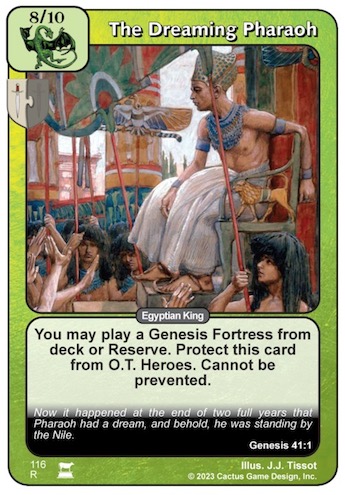 8/10
The Dreaming Pharaoh
Egyptian King
You may play a Genesis Fortress from
deck or Reserve. Protect this card
from O.T. Heroes. Cannot be
prevented.
Now it happened at the end of two full years that
Pharaoh had a dream, and behold, he was standing by
the Nile.
Genesis 41:1
116
R
Illus. J.J. Tissot
© 2023 Cactus Game Design, Inc.